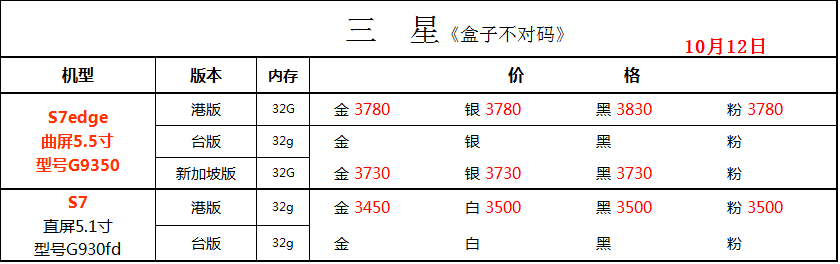 三 星《盒子不对码》
10月12日
机型 版本 内存 价 格
S7edge
曲屏5.5寸
型号G9350
港版 32G 金 3780 银 3780 黑 3830 粉 3780
台版 32g 金 银 黑 粉
新加坡版 32G 金 3730 银 3730 黑 3730 粉
S7
直屏5.1寸
型号G930fd
港版 32g 金 3450 白 3500 黑 3500 粉 3500
台版 32g 金 白 黑 粉